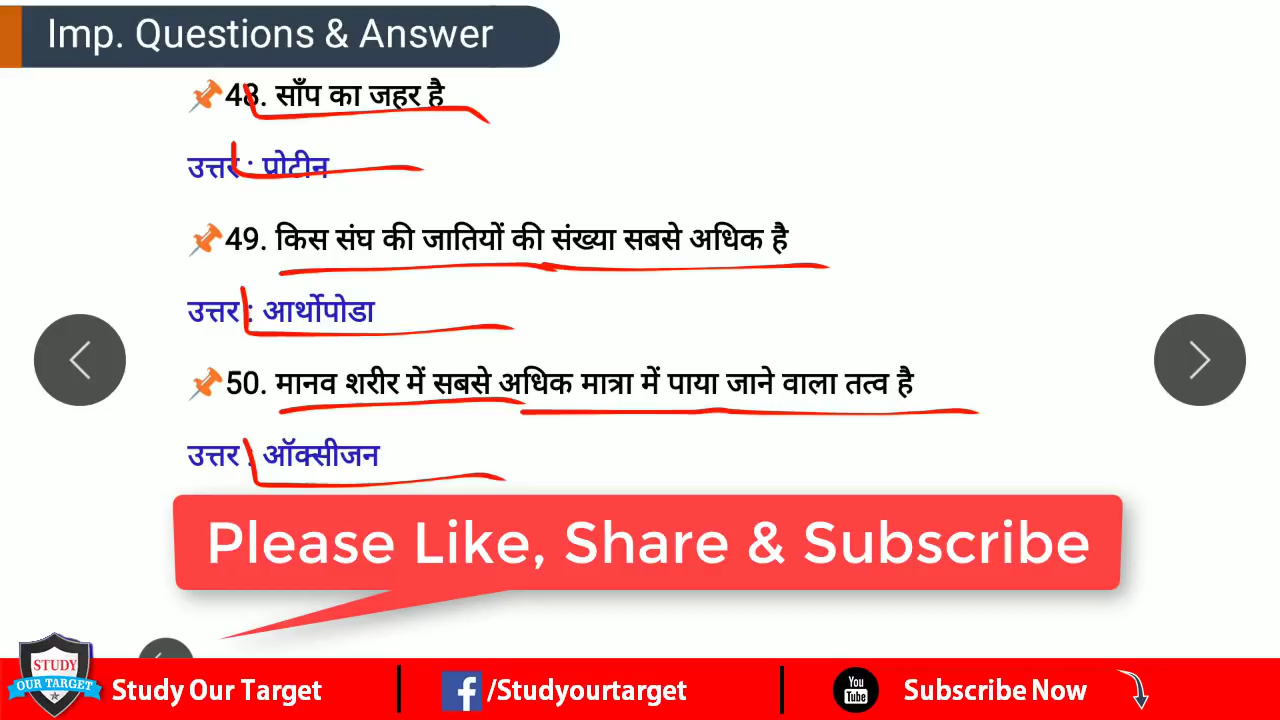 Imp. Questions & Answer
48. साँप का जहर है
उत्तर : प्रोटीन
49. किस संघ की जातियों की संख्या सबसे अधिक है
उत्तर : आर्थोपोडा
50. मानव शरीर में सबसे अधिक मात्रा में पाया जाने वाला तत्व है
उत्तर : ऑक्सीजन
Please Like, Share & Subscribe
STUDY
OUR TARGET
Study Our Target
f/Studyourtarget
You
Tube
Subscribe Now